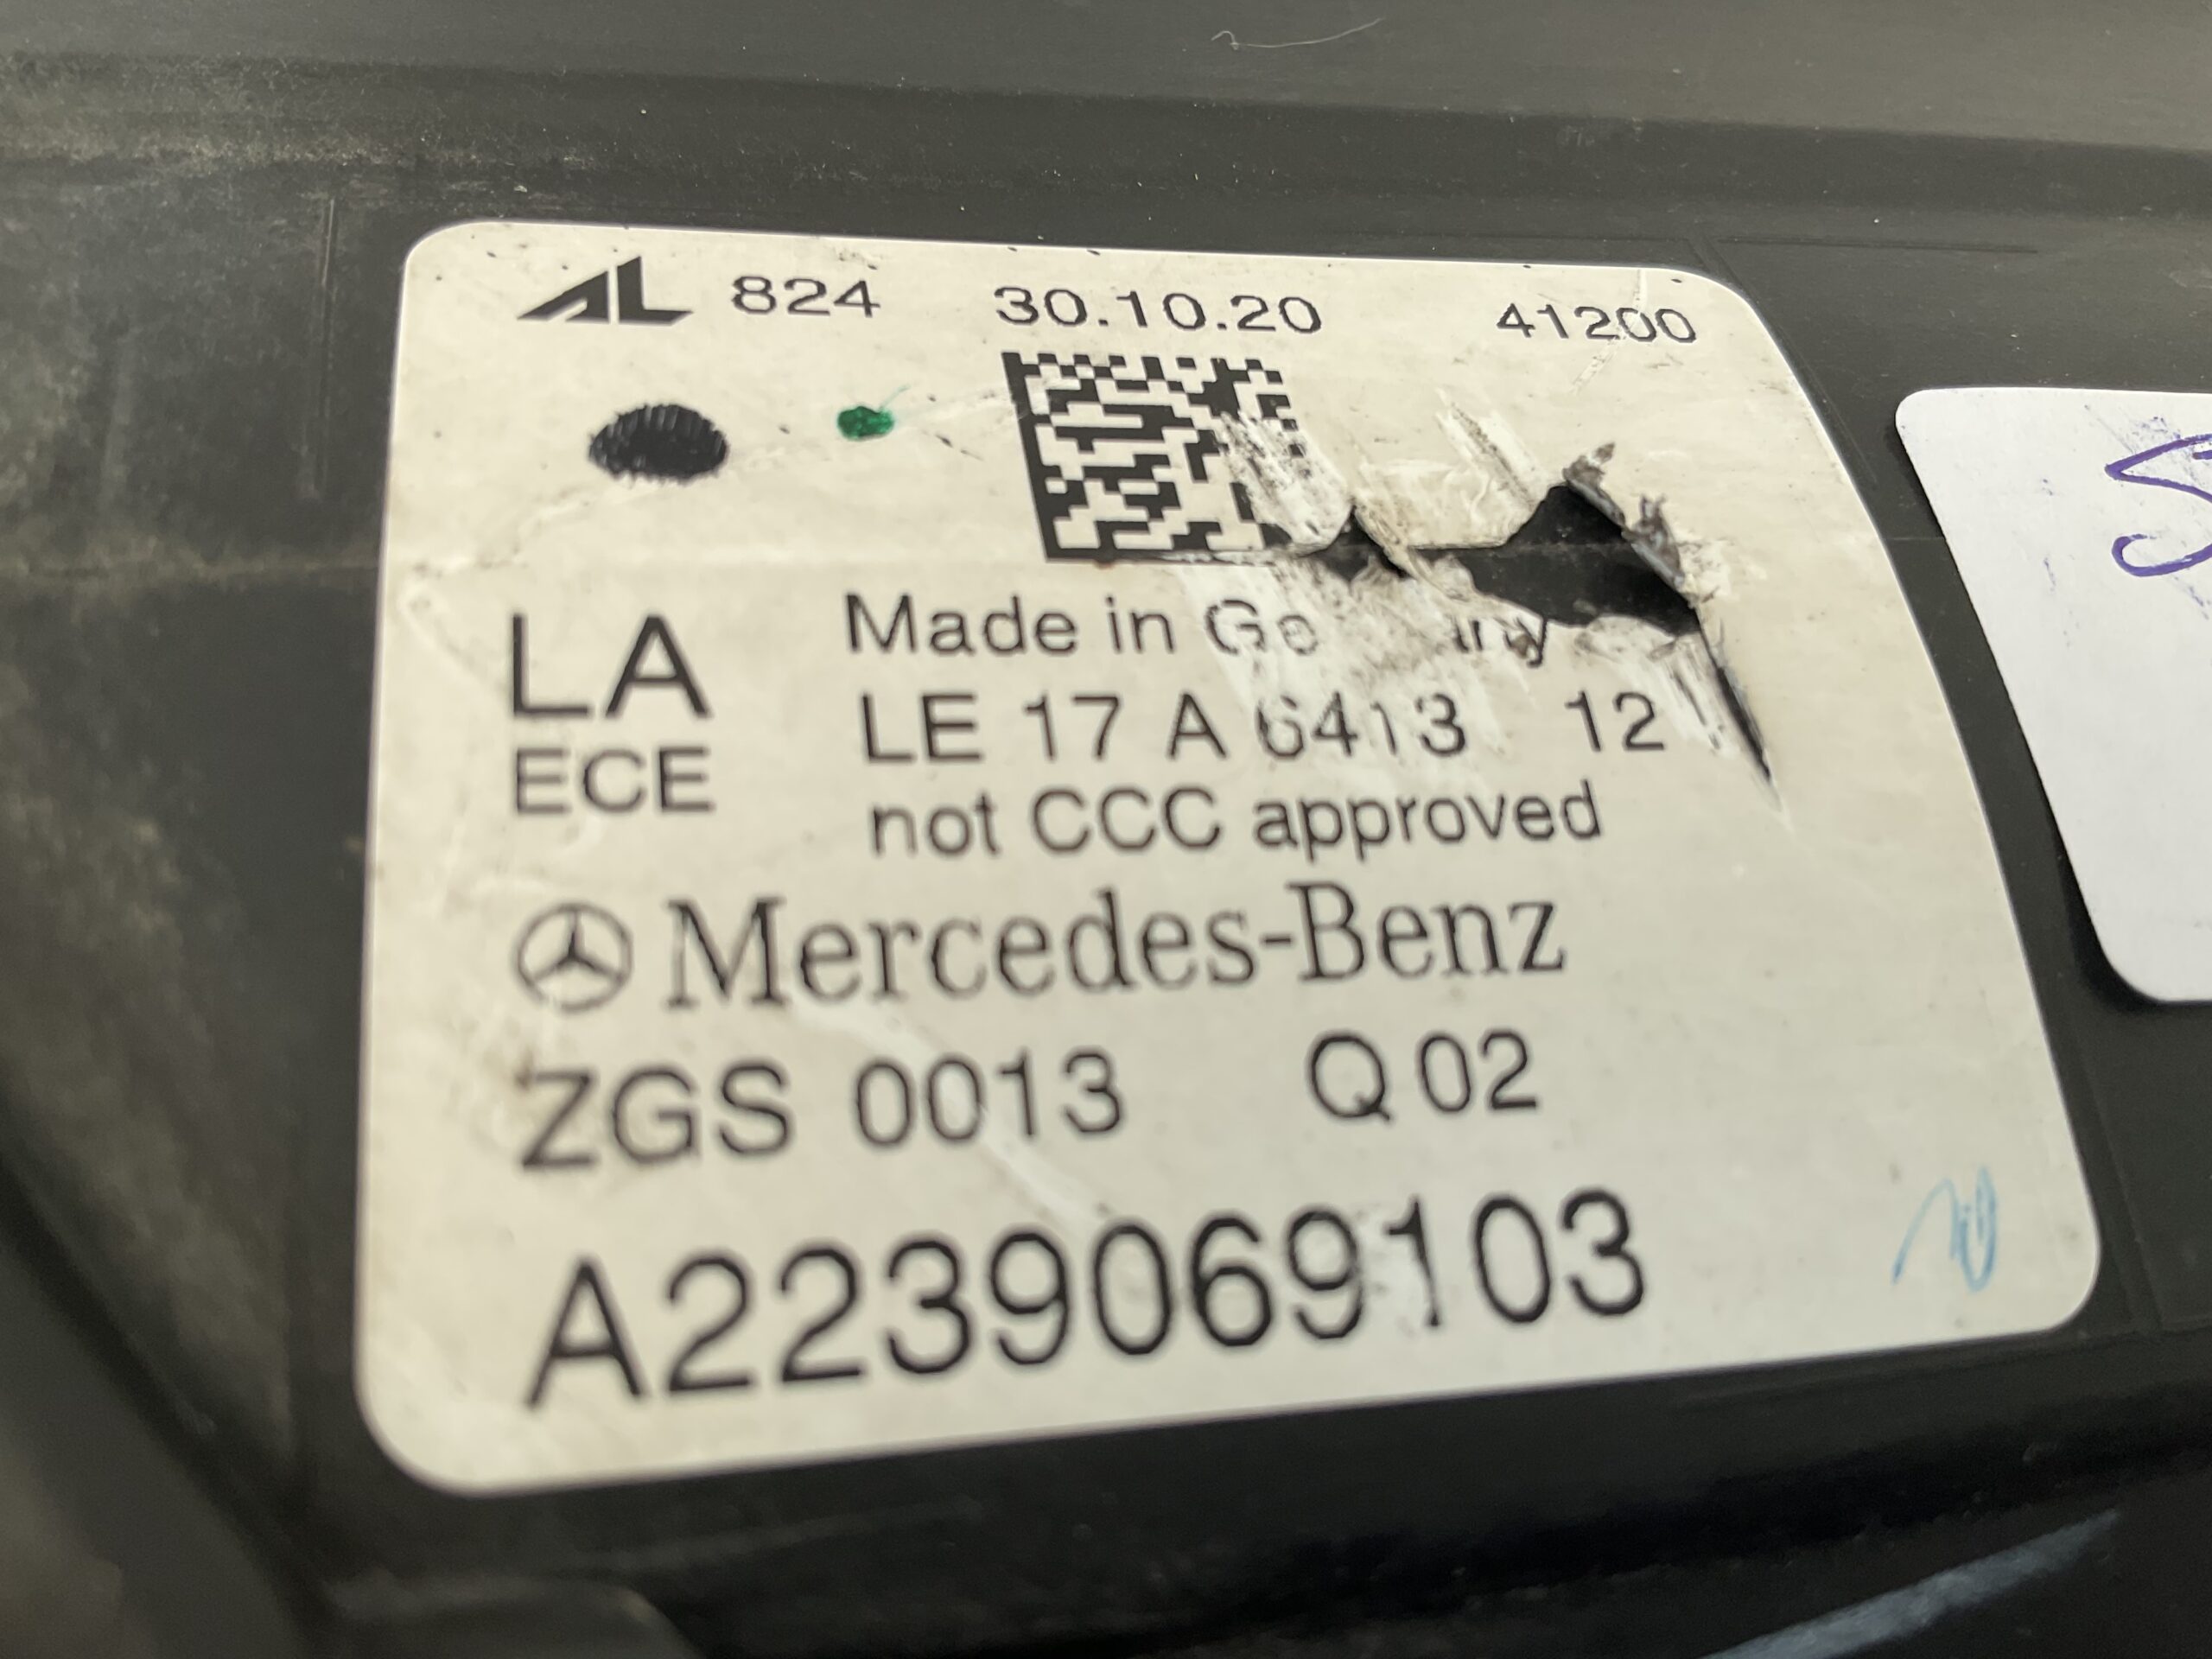 AL 824 30.10.20 41200
LA
ECE
Made in
LE 17 A 6413 12
not CCC approved
Mercedes-Benz
ZGS 0013 Q 02
A2239069103